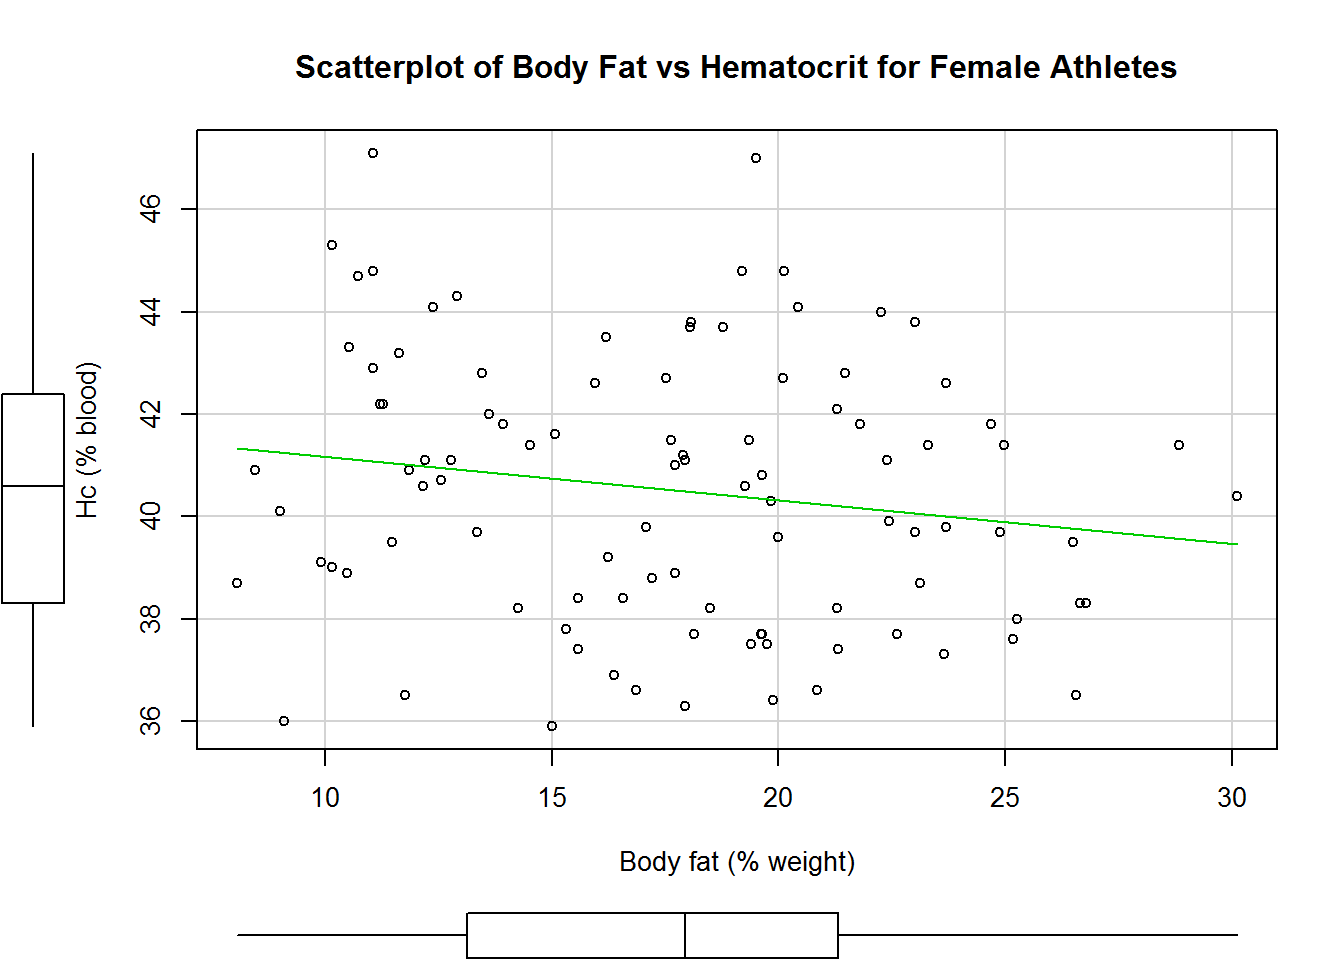 Scatterplot of Body Fat vs Hematocrit for Female Athletes
Hc (% blood)
46
44
42
40
38
36
10 15 20 25 30
Body fat (% weight)